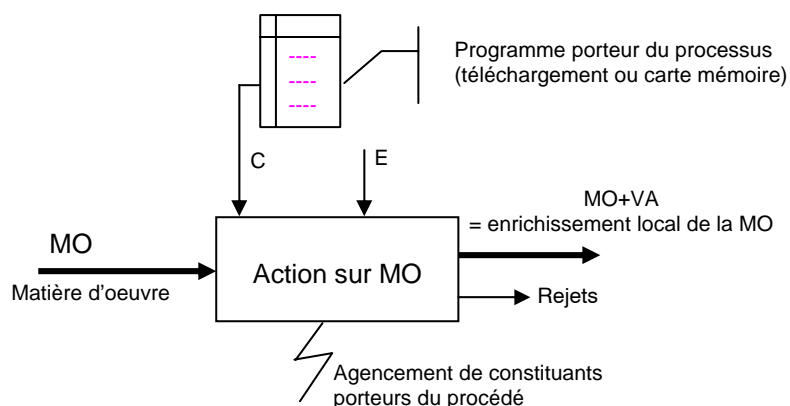 Programme porteur du processus
(téléchargement ou carte mémoire)
C
E
MO+VA
= enrichissement local de la MO
MO
Matière d'oeuvre
Action sur MO
Rejets
Agencement de constituants
porteurs du procédé